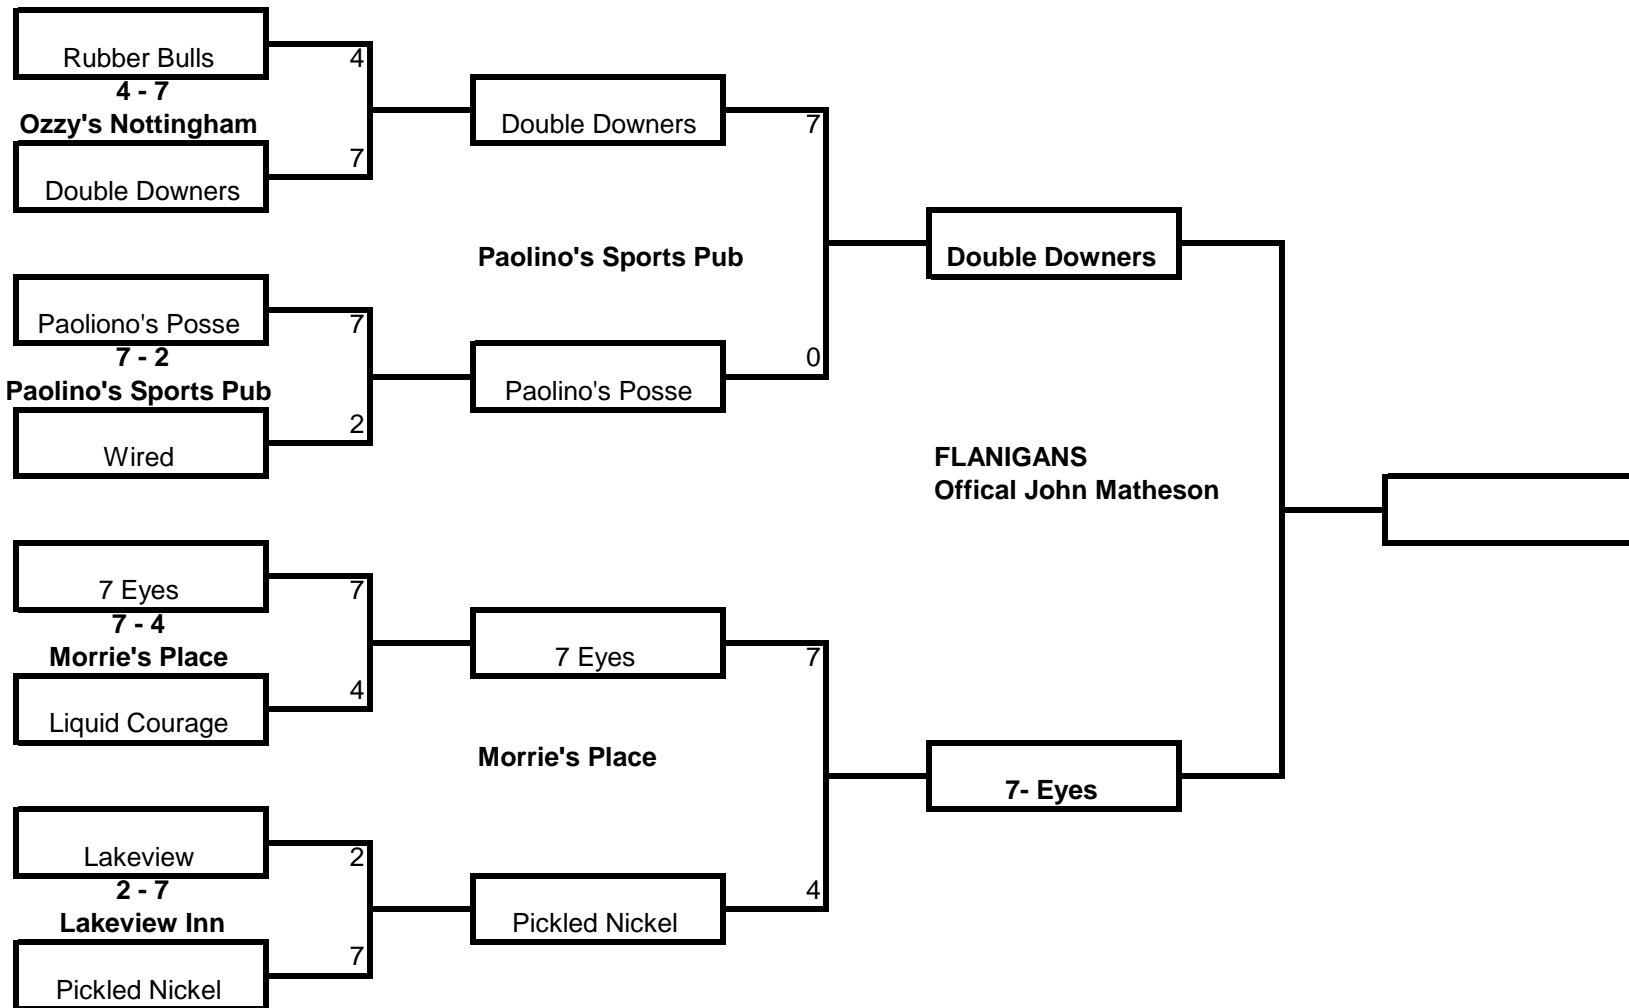 Rubber Bulls
4
4 - 7
Ozzy's Nottingham
7
Double Downers
Double Downers
7
Paolino's Sports Pub
Double Downers
Paoliono's Posse
7
7 - 2
Paolino's Sports Pub
2
Wired
Paolino's Posse
0
FLANIGANS
Offical John Matheson
7 Eyes
7
7 - 4
Morrie's Place
4
Liquid Courage
7 Eyes
7
Morrie's Place
7- Eyes
Lakeview
2
2 - 7
Lakeview Inn
7
Pickled Nickel
Pickled Nickel
4